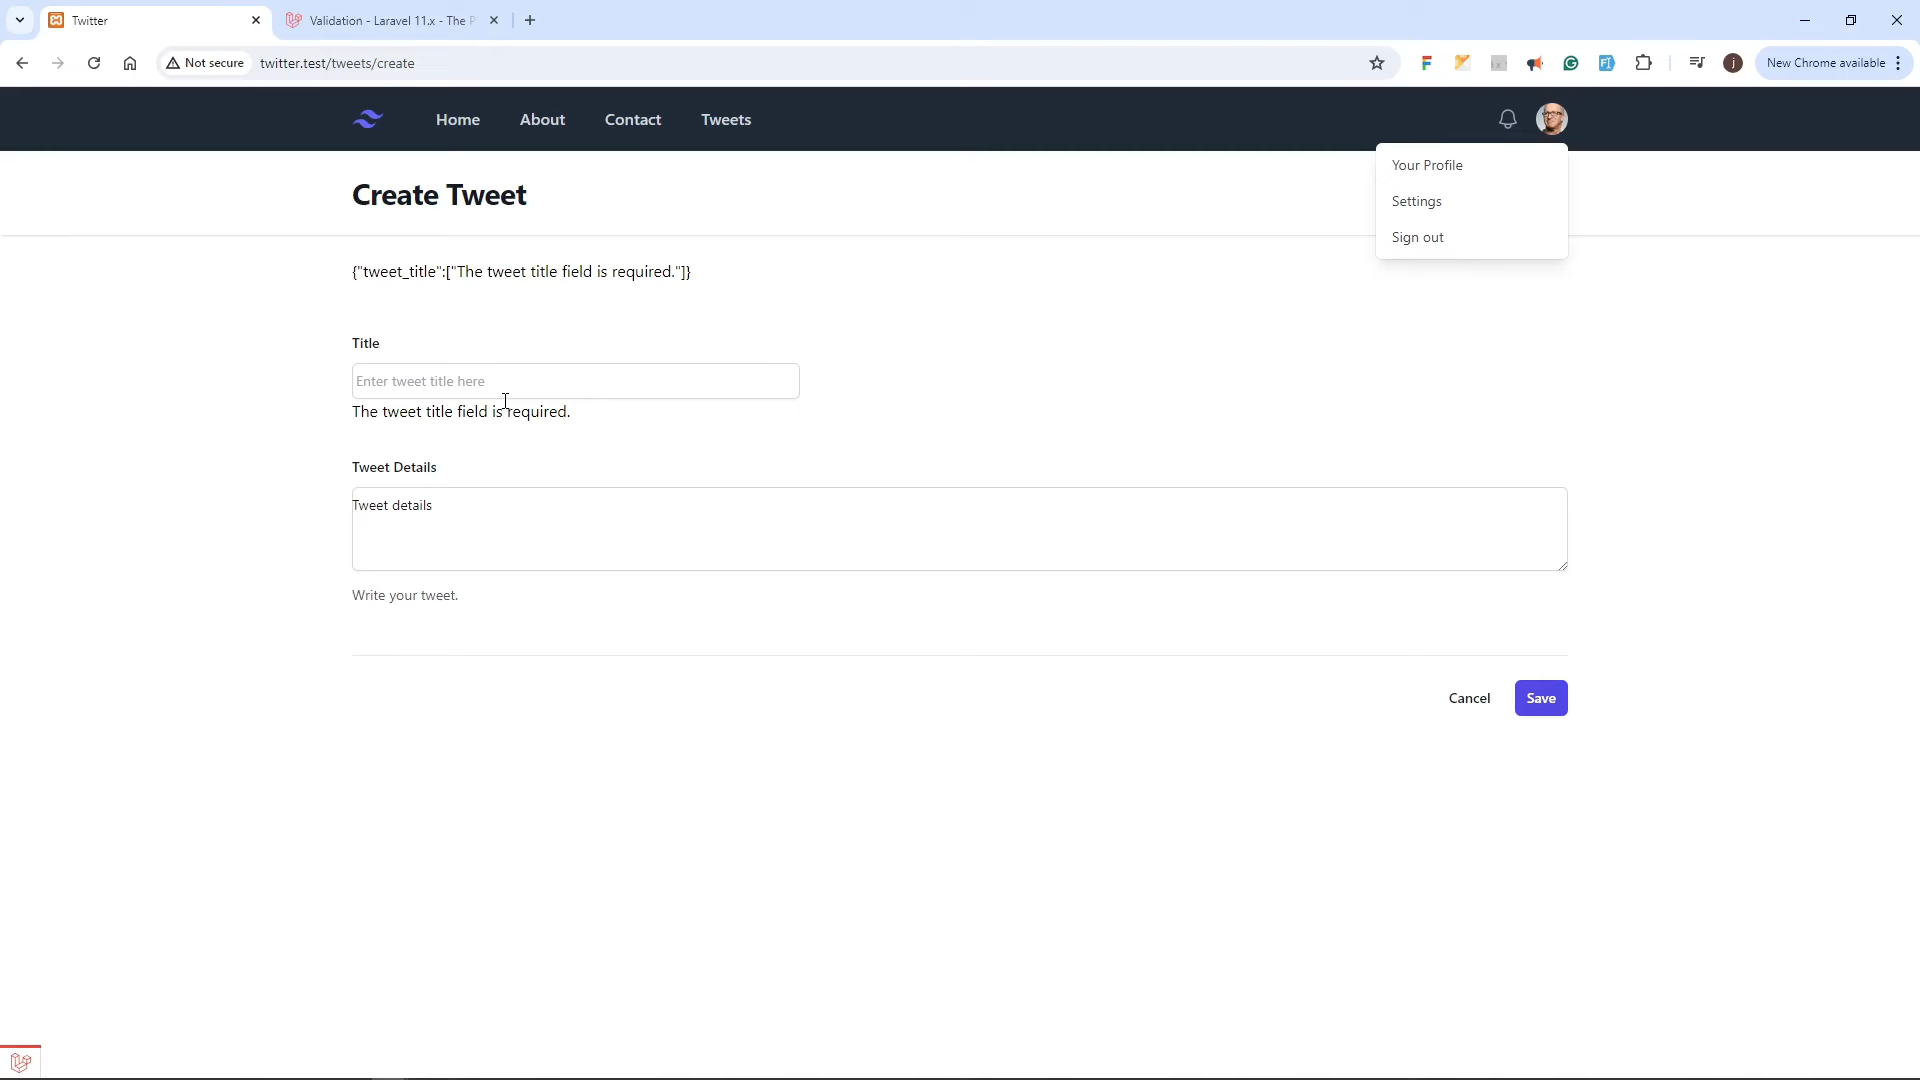 Twitter
Validation - Laravel 11.x - The P
Not secure
twitter.test/tweets/create
New Chrome available
Home
About
Contact
Tweets
Your Profile
Settings
Sign out
Create Tweet
{"tweet_title":["The tweet title field is required."]}
Title
Enter tweet title here
The tweet title field is required.
Tweet Details
Tweet details
Write your tweet.
Cancel
Save